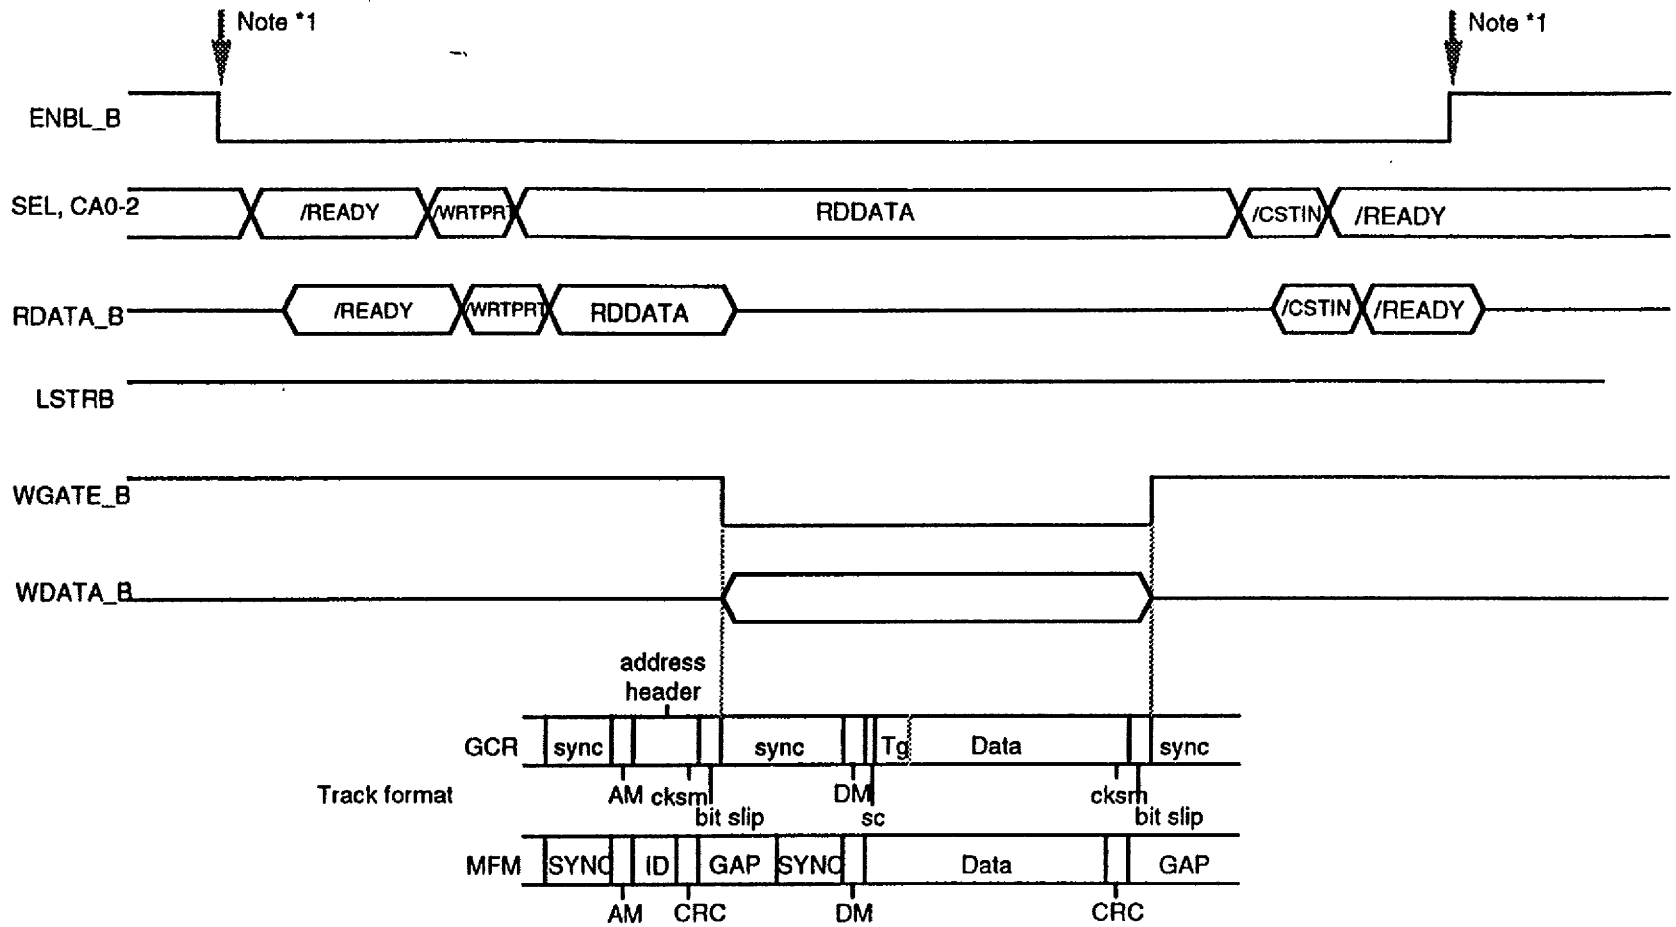 Note *1 Note *1
ENBL_B
SEL, CA0-2 /READY /WRTPRT RDDATA /CSTIN /READY
RDATA_B /READY /WRTPRT RDDATA /CSTIN /READY
LSTRB
WGATE_B
WDATA_B
address
header
GCR sync sync Tg Data sync
Track format AM cksm DM cksm
bit slip sc bit slip
MFM SYNC ID GAP SYNC Data GAP
AM CRC DM CRC